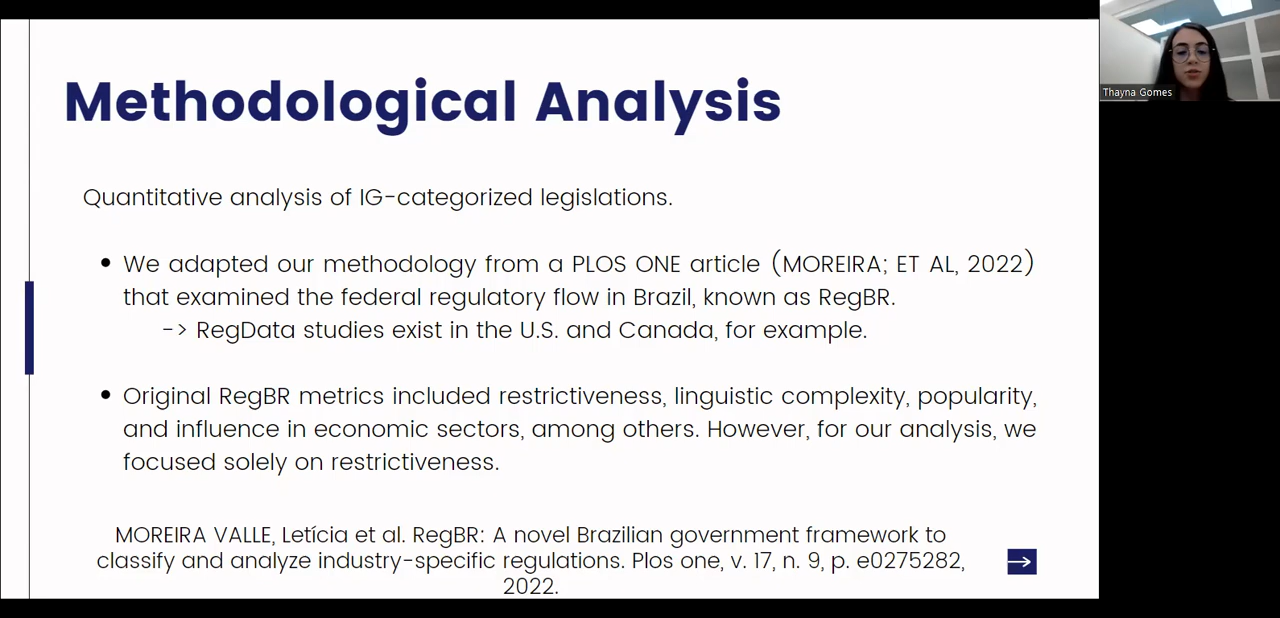 Methodological Analysis
Thayna Gomes
Quantitative analysis of IG-categorized legislations.
• We adapted our methodology from a PLOS ONE article (MOREIRA; ET AL, 2022)
that examined the federal regulatory flow in Brazil, known as RegBR.
-> RegData studies exist in the U.S. and Canada, for example.
• Original RegBR metrics included restrictiveness, linguistic complexity, popularity,
and influence in economic sectors, among others. However, for our analysis, we
focused solely on restrictiveness.
MOREIRA VALLE, Letícia et al. RegBR: A novel Brazilian government framework to
classify and analyze industry-specific regulations. Plos one, v. 17, n. 9, p. e0275282,
2022.